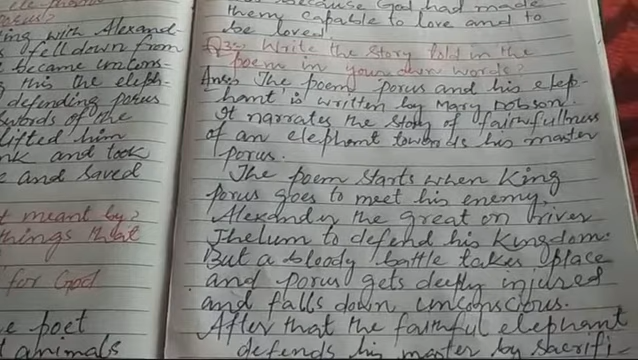 ing with Alexand-
s fell down from
e became uncons-
g this the eleph-
defending porus
swords of the
lifted him
nk and took
e and saved
t meant by?
things that
for God
e poet
t animals
because God had made
them capable to love and to
be loved.
Q3:- Write the story told in the
poem in your own words?
Ans:- The poem porus and his elep-
hant is written by Mary Dobson.
It narrates the story of faithfullness
of an elephant towards his master
porus.
The poem starts when King
porus goes to meet his enemy,
Alexander the great on river
Jhelum to defend his kingdom.
But a bloody battle takes place
and porus gets deeply injured
and falls down unconscious.
After that the faithful elephant
defends his master by sacrifi-